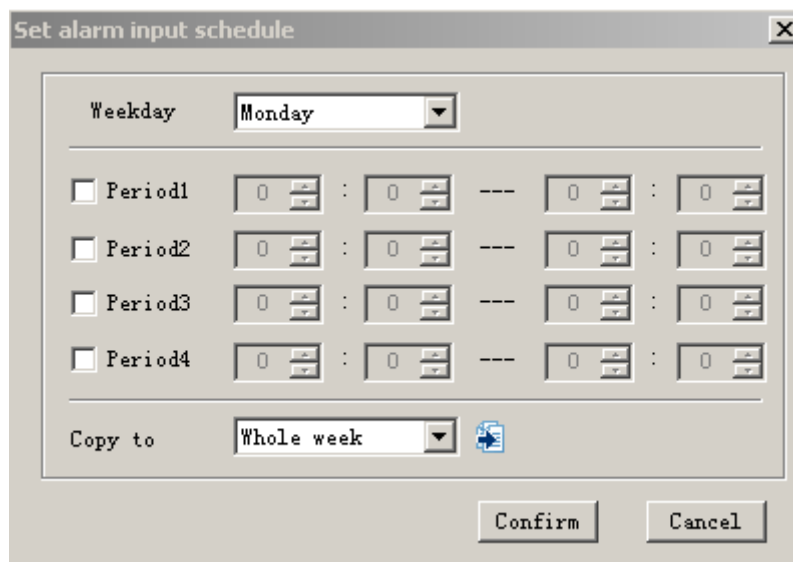 Set alarm input schedule
Weekday Monday
Period1 0 : 0 --- 0 : 0
Period2 0 : 0 --- 0 : 0
Period3 0 : 0 --- 0 : 0
Period4 0 : 0 --- 0 : 0
Copy to Whole week
Confirm Cancel